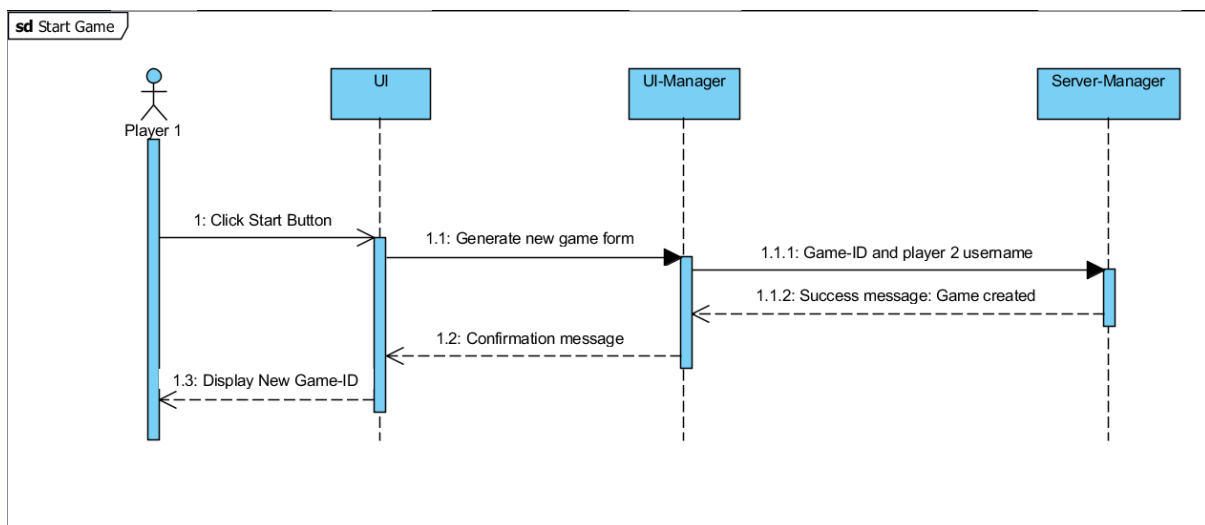 sd Start Game
UI
UI-Manager
Server-Manager
Player 1
1: Click Start Button
1.1: Generate new game form
1.1.1: Game-ID and player 2 username
1.1.2: Success message: Game created
1.2: Confirmation message
1.3: Display New Game-ID